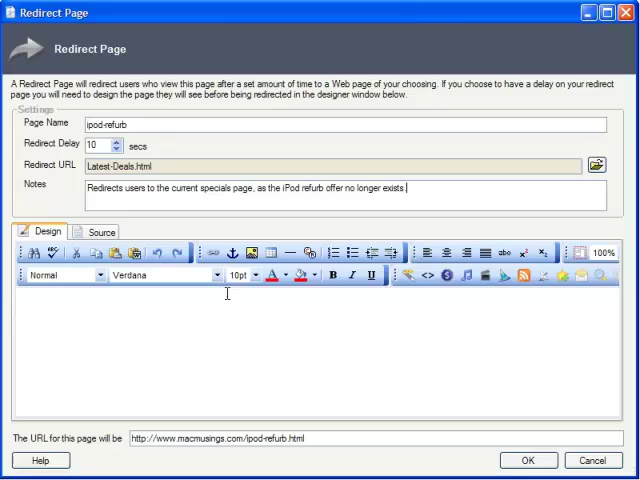 Redirect Page
Redirect Page
A Redirect Page will redirect users who view this page after a set amount of time to a Web page of your choosing. If you choose to have a delay on your redirect
page you will need to design the page they will see before being redirected in the designer window below.
Settings
Page Name ipod-refurb
Redirect Delay 10 secs
Redirect URL Latest-Deals.html
Notes Redirects users to the current specials page, as the iPod refurb offer no longer exists.
Design Source
ABC abc x² x₂ 100%
Normal Verdana 10pt A B I U <>
The URL for this page will be http://www.macmusings.com/ipod-refurb.html
Help OK Cancel